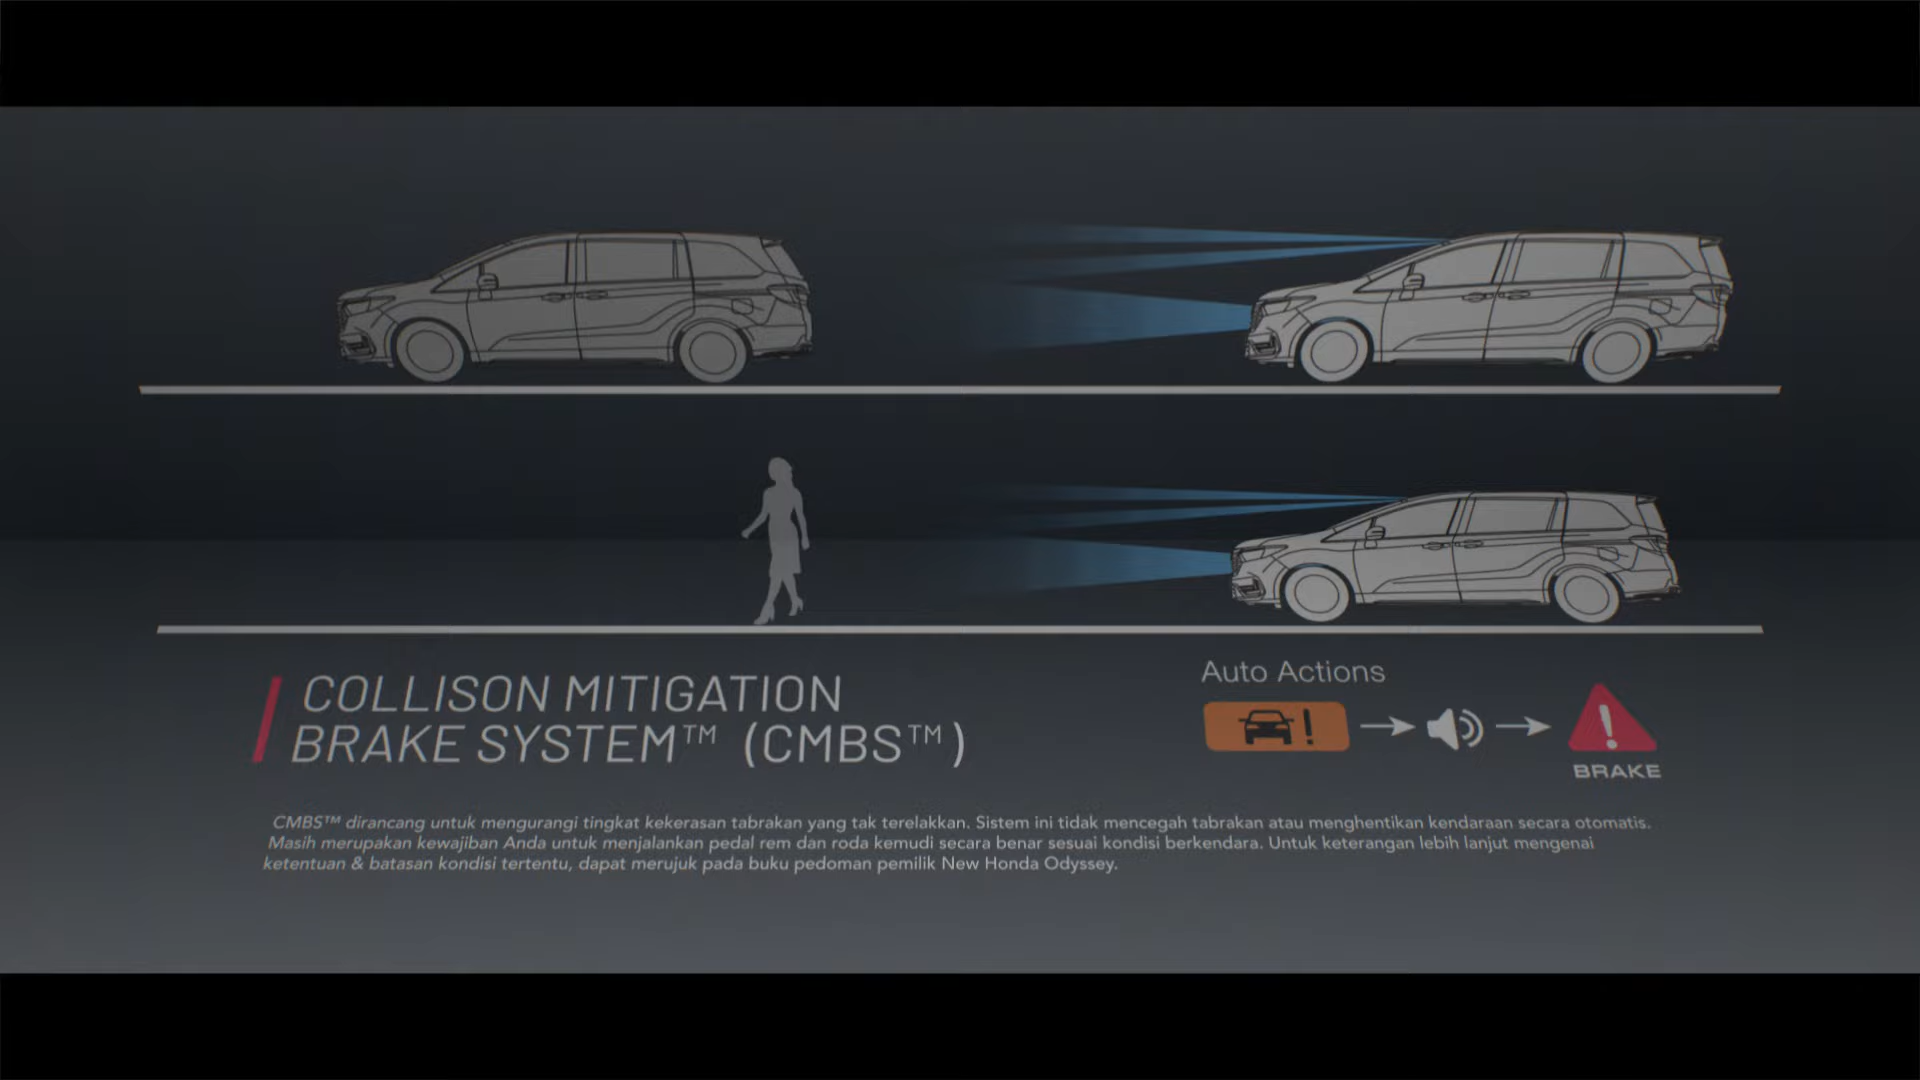 COLLISON MITIGATION
BRAKE SYSTEM™ (CMBS™)
Auto Actions
!
!
BRAKE
CMBS™ dirancang untuk mengurangi tingkat kekerasan tabrakan yang tak terelakkan. Sistem ini tidak mencegah tabrakan atau menghentikan kendaraan secara otomatis.
Masih merupakan kewajiban Anda untuk menjalankan pedal rem dan roda kemudi secara benar sesuai kondisi berkendara. Untuk keterangan lebih lanjut mengenai
ketentuan & batasan kondisi tertentu, dapat merujuk pada buku pedoman pemilik New Honda Odyssey.